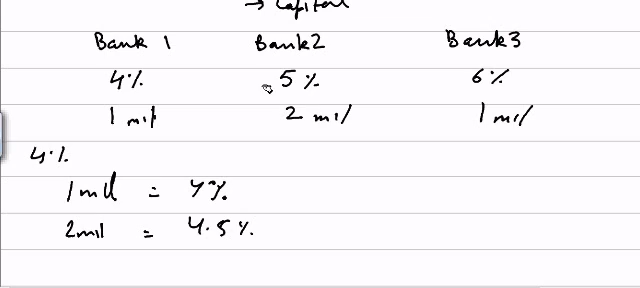 → Capital
Bank 1 Bank2 Bank3
4% 5% 6%
1 mil 2 mil 1 mil
4%
1mil = 4%
2mil = 4.5%